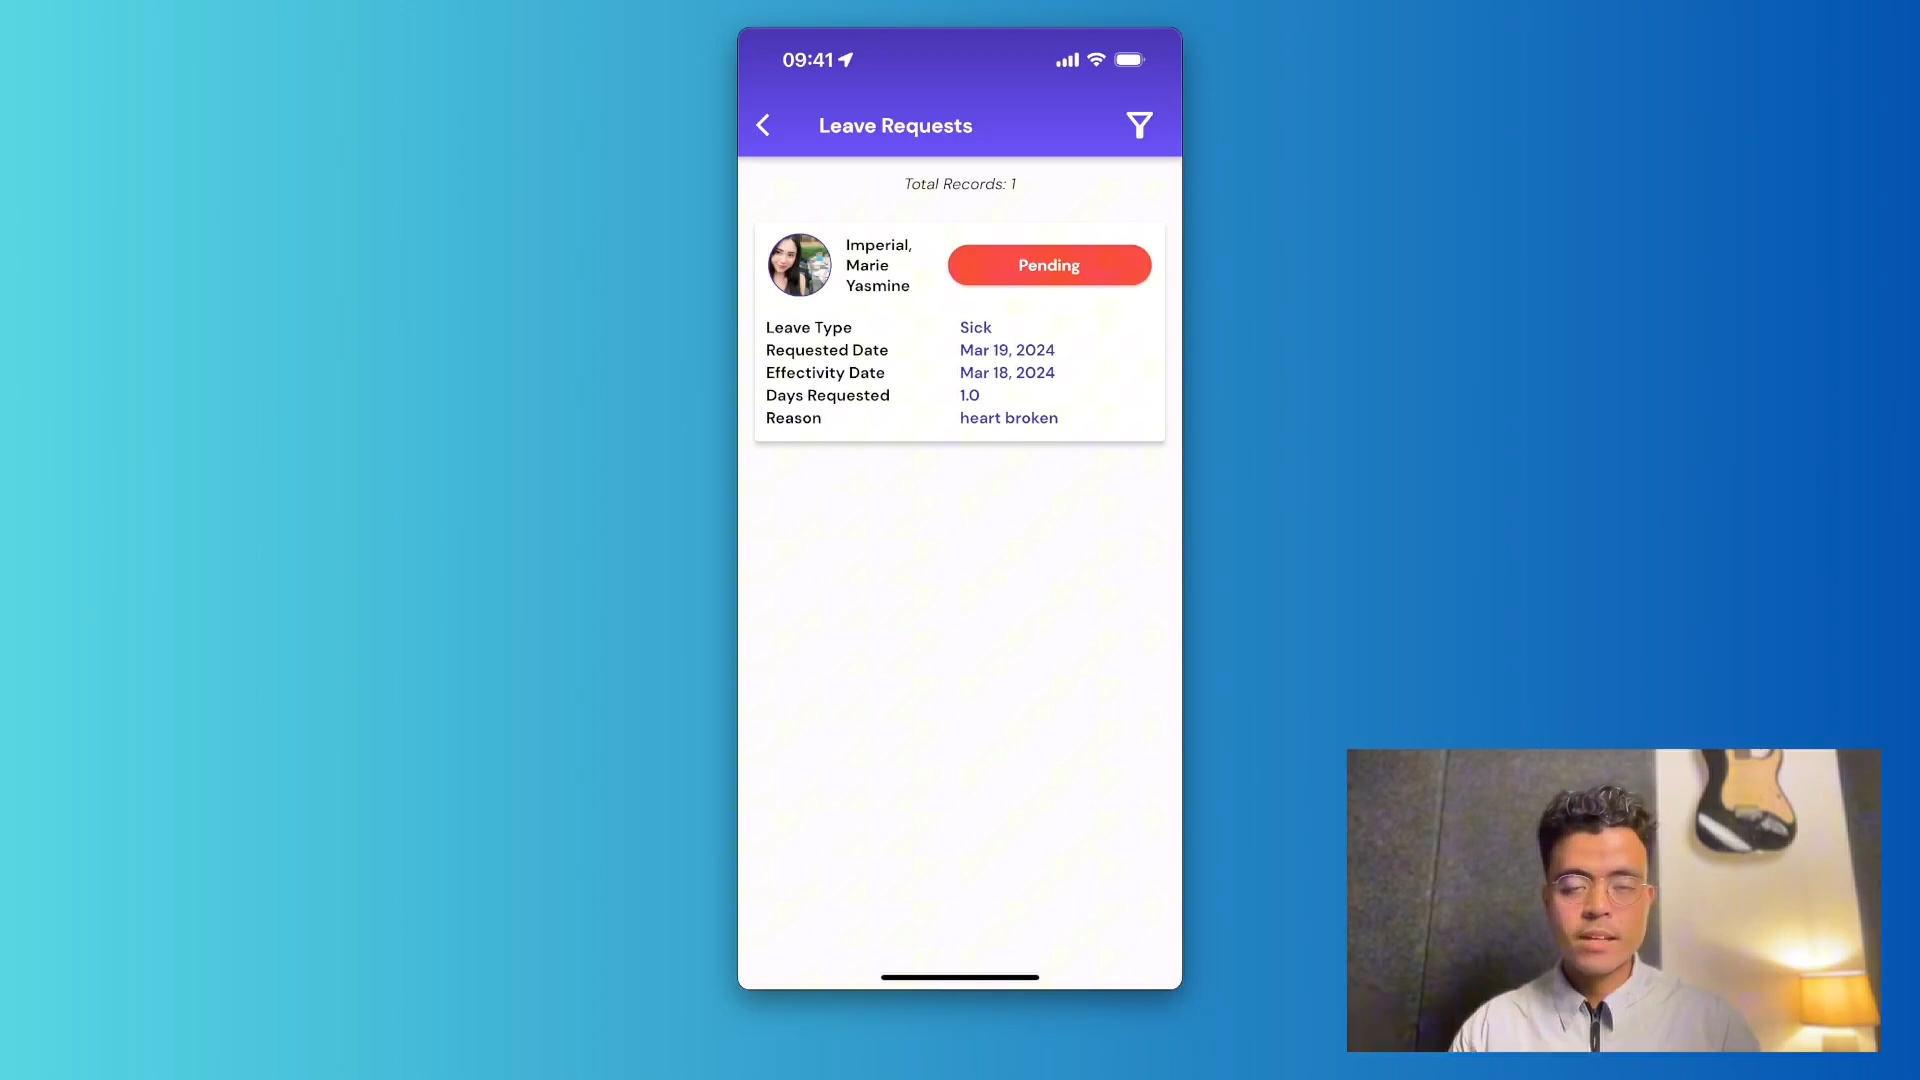 09:41
Leave Requests
Total Records: 1
Imperial,
Marie
Yasmine
Pending
Leave Type Sick
Requested Date Mar 19, 2024
Effectivity Date Mar 18, 2024
Days Requested 1.0
Reason heart broken